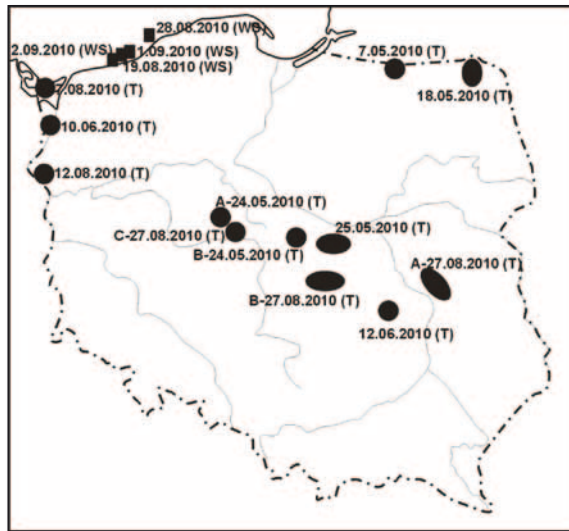 28.08.2010 (WS)
2.09.2010 (WS) 1.09.2010 (WS)
19.08.2010 (WS)
7.05.2010 (T)
18.05.2010 (T)
7.08.2010 (T)
10.06.2010 (T)
12.08.2010 (T)
A-24.05.2010 (T)
C-27.08.2010 (T)
25.05.2010 (T)
B-24.05.2010 (T)
A-27.08.2010 (T)
B-27.08.2010 (T)
12.06.2010 (T)